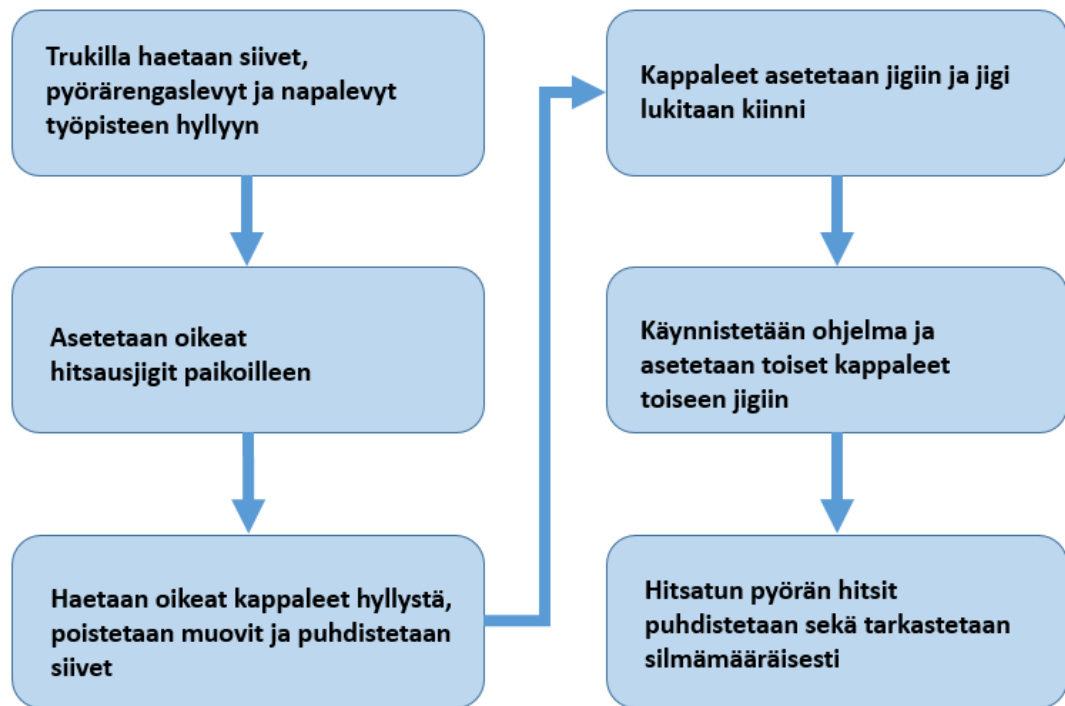 Trukilla haetaan siivet,
pyörärengaslevyt ja napalevyt
työpisteen hyllyyn
Asetetaan oikeat
hitsausjigit paikoilleen
Haetaan oikeat kappaleet hyllystä,
poistetaan muovit ja puhdistetaan
siivet
Kappaleet asetetaan jigiin ja jigi
lukitaan kiinni
Käynnistetään ohjelma ja
asetetaan toiset kappaleet
toiseen jigiin
Hitsatun pyörän hitsit
puhdistetaan sekä tarkastetaan
silmämääräisesti